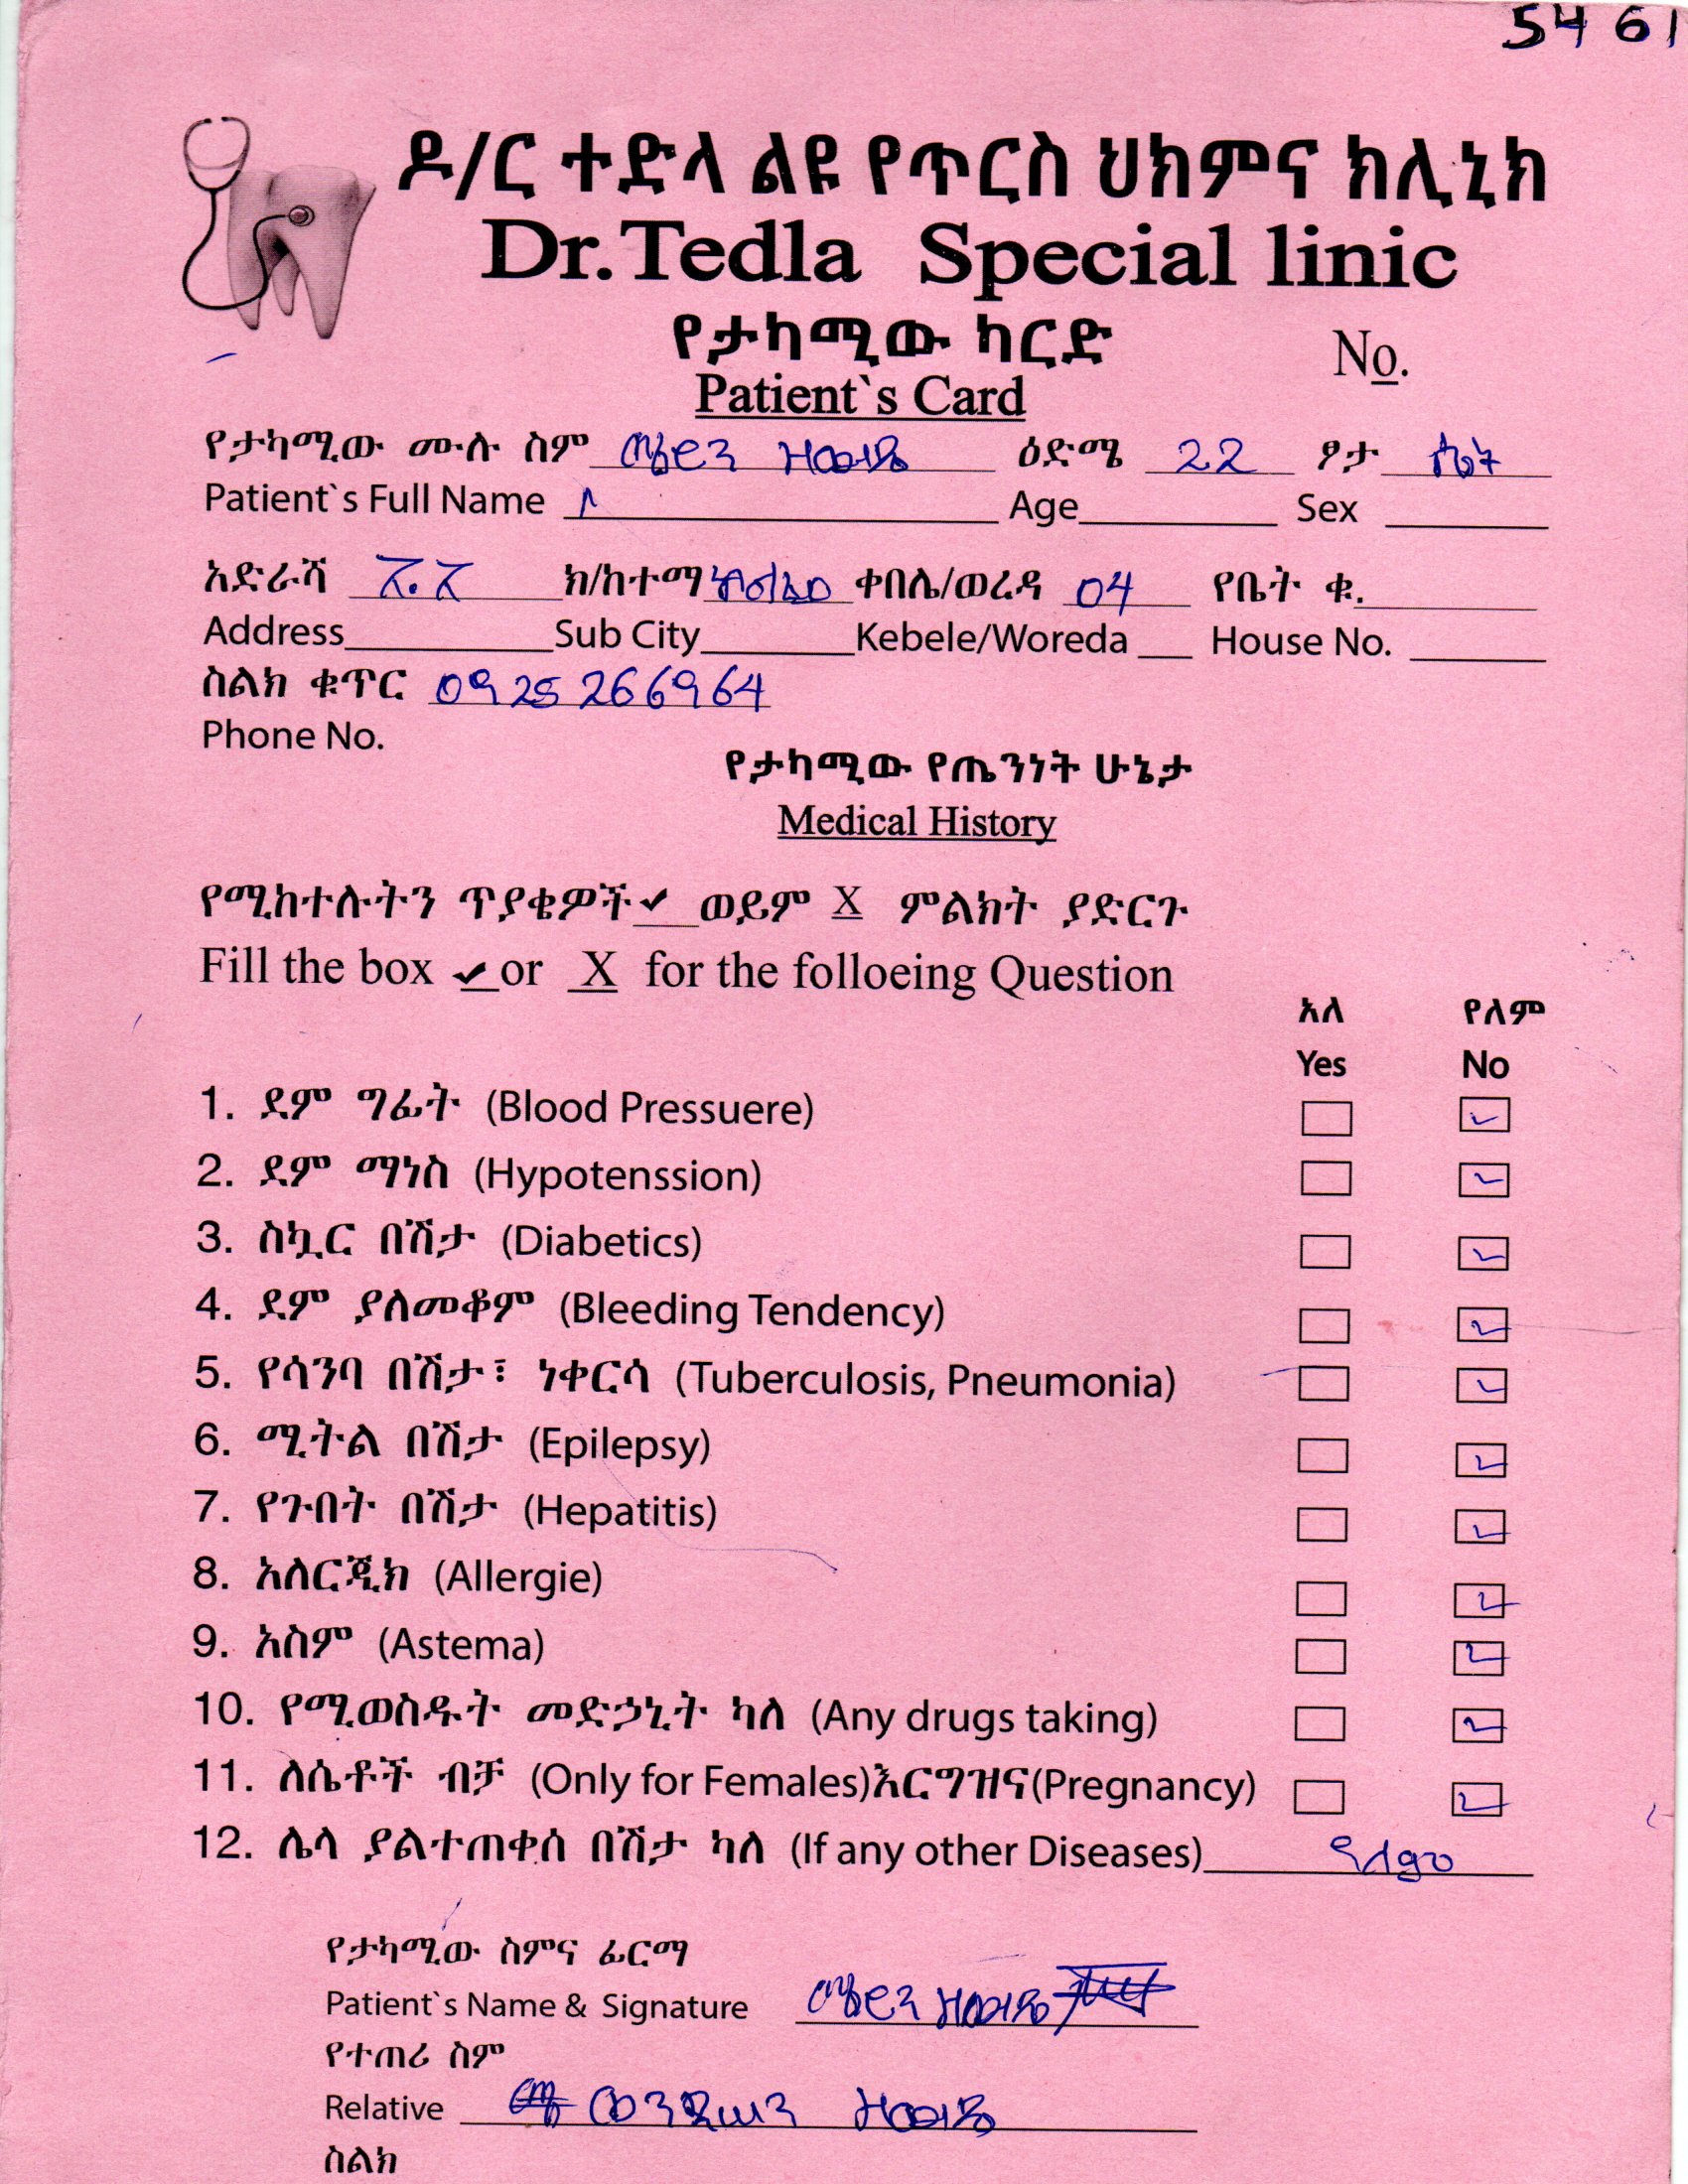 5461
ዶ/ር ተድላ ልዩ የጥርስ ህክምና ክሊኒክ
Dr.Tedla Special linic
የታካሚው ካርድ
No.
Patient`s Card
የታካሚው ሙሉ ስም ዕድሜ 22 ፆታ ሴት
Patient`s Full Name Age Sex
አድራሻ አ.አ ክ/ከተማ ቀበሌ/ወረዳ 04 የቤት ቁ.
Address Sub City Kebele/Woreda House No.
ስልክ ቁጥር 0925266964
Phone No.
የታካሚው የጤንነት ሁኔታ
Medical History
የሚከተሉትን ጥያቄዎች ✔ ወይም X ምልክት ያድርጉ
Fill the box ✔ or X for the folloeing Question
አለ የለም
Yes No
1. ደም ግፊት (Blood Pressuere) ✓
2. ደም ማነስ (Hypotenssion) ✓
3. ስኳር በሽታ (Diabetics) ✓
4. ደም ያለመቆም (Bleeding Tendency) ✓
5. የሳንባ በሽታ፣ ነቀርሳ (Tuberculosis, Pneumonia) ✓
6. ሚትል በሽታ (Epilepsy) ✓
7. የጉበት በሽታ (Hepatitis) ✓
8. አለርጂክ (Allergie) ✓
9. አስም (Astema) ✓
10. የሚወስዱት መድኃኒት ካለ (Any drugs taking) ✓
11. ለሴቶች ብቻ (Only for Females)እርግዝና(Pregnancy) ✓
12. ሌላ ያልተጠቀሰ በሽታ ካለ (If any other Diseases) የለም
የታካሚው ስምና ፊርማ
Patient`s Name & Signature
የተጠሪ ስም
Relative
ስልክ